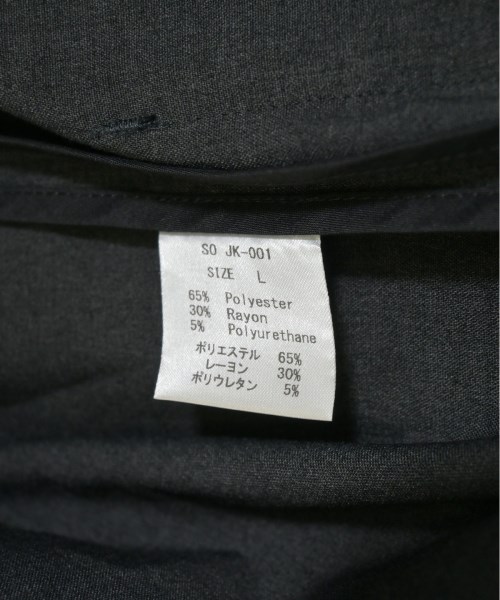 SO JK-001
SIZE L
65% Polyester
30% Rayon
5% Polyurethane
ポリエステル 65%
レーヨン 30%
ポリウレタン 5%